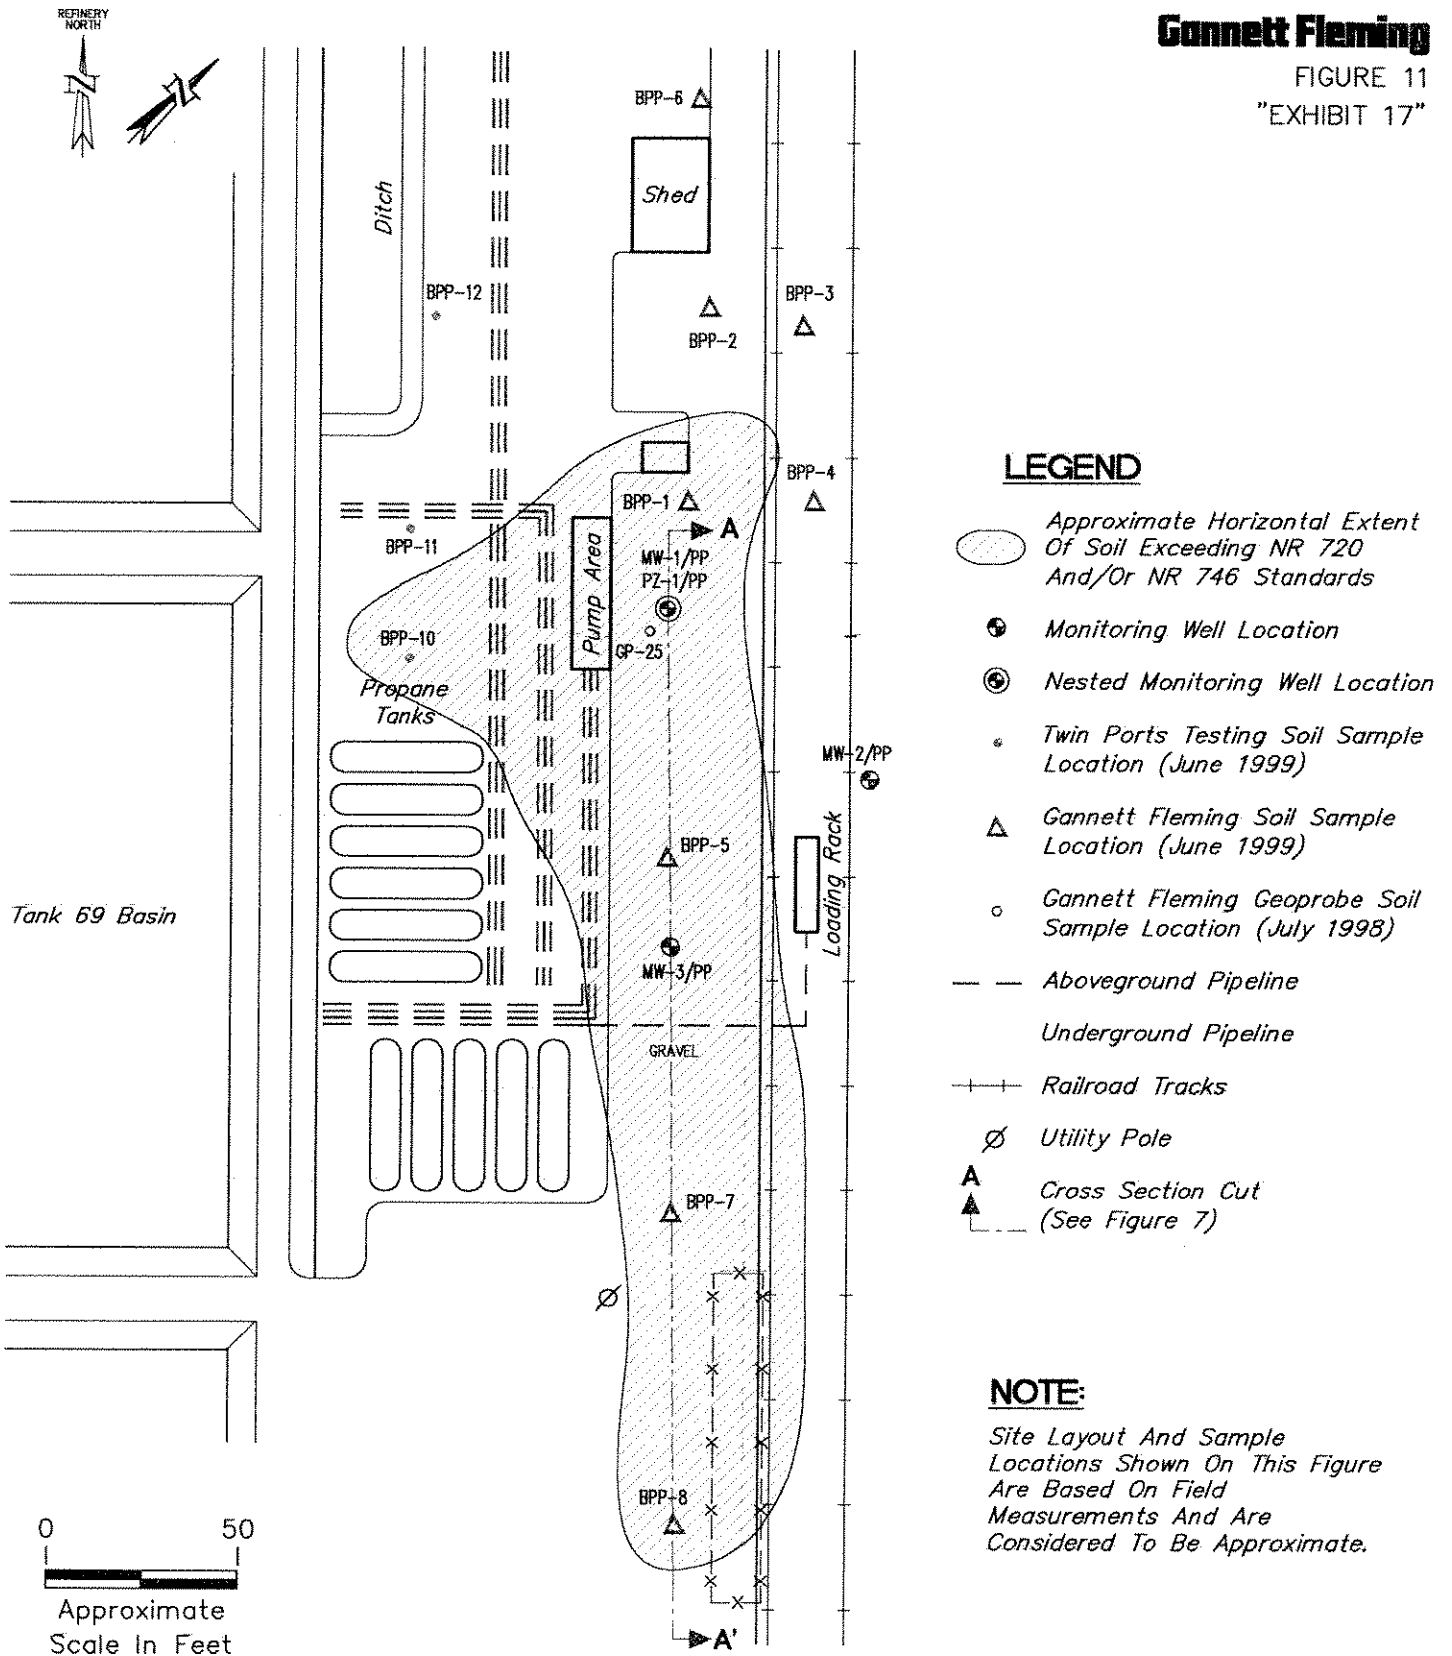 REFINERY
NORTH
N
N
Gannett Fleming
FIGURE 11
"EXHIBIT 17"
BPP-6
Shed
Ditch
BPP-12
BPP-3
BPP-2
BPP-4
BPP-1
A
BPP-11
MW-1/PP
PZ-1/PP
Pump Area
BPP-10
GP-25
Propane
Tanks
MW-2/PP
BPP-5
Loading Rack
Tank 69 Basin
MW-3/PP
GRAVEL
BPP-7
BPP-8
A'
0 50
Approximate
Scale In Feet
LEGEND
Approximate Horizontal Extent
Of Soil Exceeding NR 720
And/Or NR 746 Standards
Monitoring Well Location
Nested Monitoring Well Location
Twin Ports Testing Soil Sample
Location (June 1999)
Gannett Fleming Soil Sample
Location (June 1999)
Gannett Fleming Geoprobe Soil
Sample Location (July 1998)
Aboveground Pipeline
Underground Pipeline
Railroad Tracks
Utility Pole
A
Cross Section Cut
(See Figure 7)
NOTE:
Site Layout And Sample
Locations Shown On This Figure
Are Based On Field
Measurements And Are
Considered To Be Approximate.